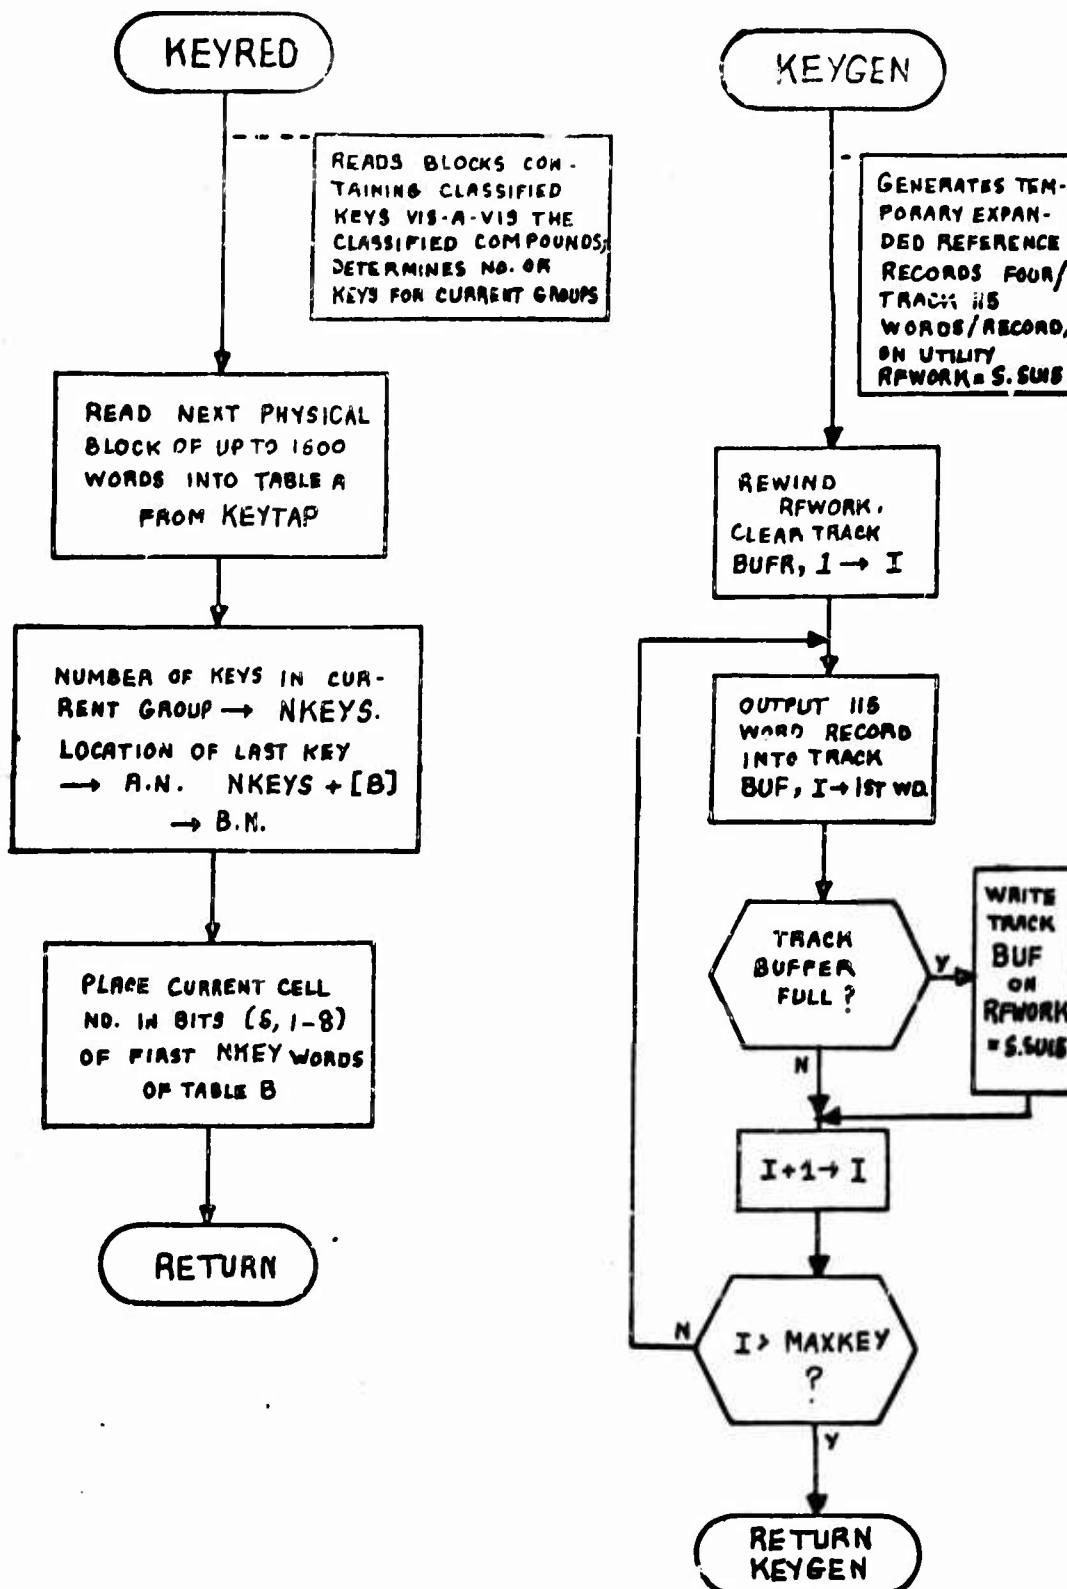 KEYRED
READS BLOCKS CON-
TAINING CLASSIFIED
KEYS VIS-A-VIS THE
CLASSIFIED COMPOUNDS;
DETERMINES NO. OR
KEYS FOR CURRENT GROUPS
READ NEXT PHYSICAL
BLOCK OF UP TO 1600
WORDS INTO TABLE A
FROM KEYTAP
NUMBER OF KEYS IN CUR-
RENT GROUP → NKEYS.
LOCATION OF LAST KEY
→ A.N. NKEYS + [B]
→ B.N.
PLACE CURRENT CELL
NO. IN BITS (S, 1-8)
OF FIRST NKEY WORDS
OF TABLE B
RETURN
KEYGEN
GENERATES TEM-
PORARY EXPAN-
DED REFERENCE
RECORDS FOUR/
TRACK 115
WORDS/RECORD,
ON UTILITY
RFWORK = S.SU15
REWIND
RFWORK.
CLEAR TRACK
BUFR, 1 → I
OUTPUT 115
WORD RECORD
INTO TRACK
BUF, I → 1ST WD.
TRACK
BUFFER
FULL ?
Y
WRITE
TRACK
BUF
ON
RFWORK
= S.SU15
N
I+1 → I
I > MAXKEY
?
N
Y
RETURN
KEYGEN